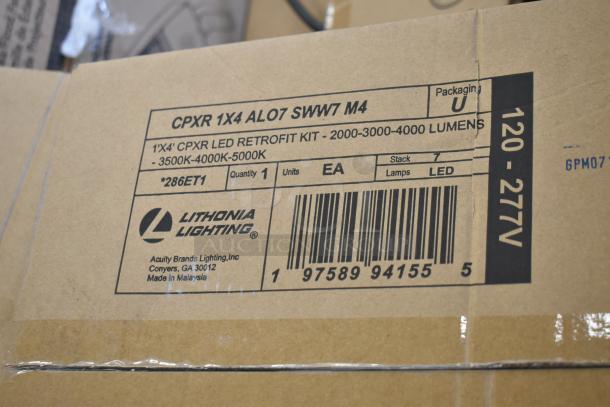 CPXR 1X4 ALO7 SWW7 M4
Packaging
U
1'X4' CPXR LED RETROFIT KIT - 2000-3000-4000 LUMENS
- 3500K-4000K-5000K
*286ET1
Quantity 1
Units EA
Stack 7
Lamps LED
LITHONIA
LIGHTING®
Acuity Brands Lighting,Inc
Conyers, GA 30012
Made in Malaysia
1 97589 94155 5
120 - 277V
6PM07